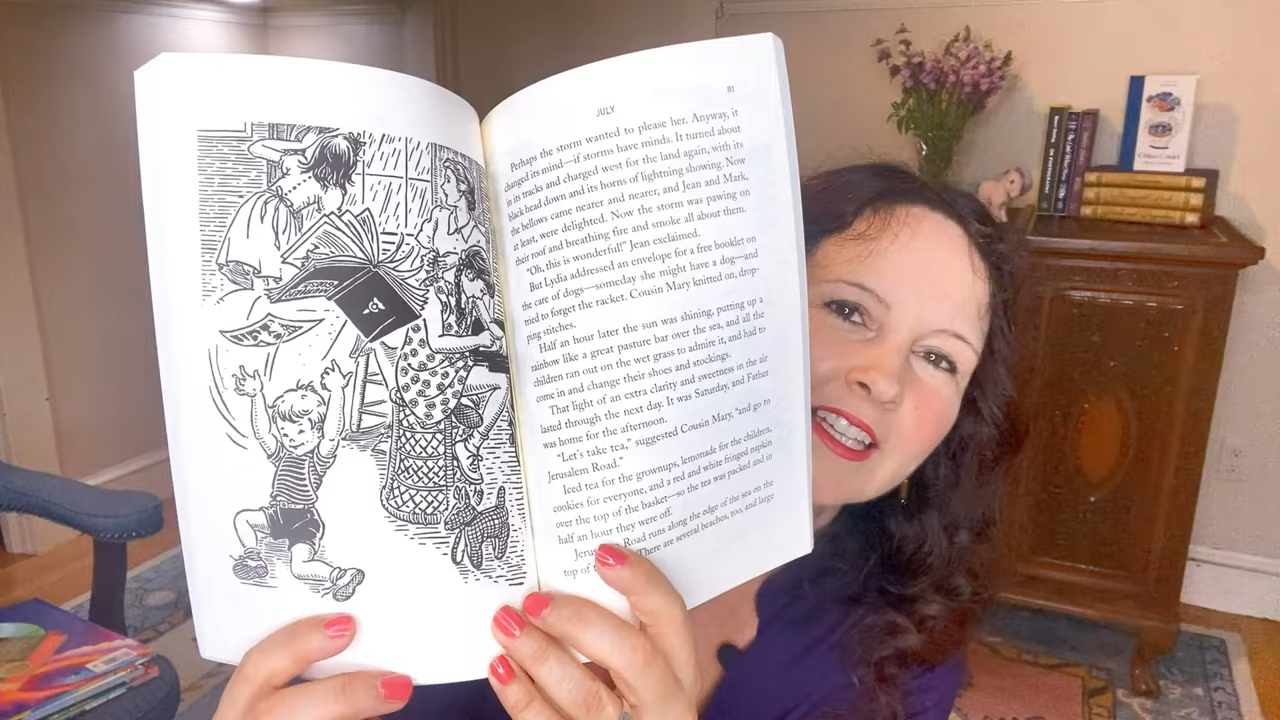 JULY
81
Perhaps the storm wanted to please her. Anyway, it
changed its mind—if storms have minds. It turned about
in its tracks and charged west for the land again, with its
black head down and its horns of lightning showing. Now
the bellows came nearer and nearer, and Jean and Mark,
at least, were delighted. Now the storm was pawing on
their roof and breathing fire and smoke all about them.
"Oh, this is wonderful!" Jean exclaimed.
But Lydia addressed an envelope for a free booklet on
the care of dogs—someday she might have a dog—and
tried to forget the racket. Cousin Mary knitted on, drop-
ping stitches.
Half an hour later the sun was shining, putting up a
rainbow like a great pasture bar over the sea, and all the
children ran out on the wet grass to admire it, and had to
come in and change their shoes and stockings.
That light of an extra clarity and sweetness in the air
lasted through the next day. It was Saturday, and Father
was home for the afternoon.
"Let's take tea," suggested Cousin Mary, "and go to
Jerusalem Road."
Iced tea for the grownups, lemonade for the children,
cookies for everyone, and a red and white fringed napkin
over the top of the basket—so the tea was packed and in
half an hour they were off.
Road runs along the edge of the sea on the
top of There are several beaches, too, and large
ON PHOTOGRAPHY